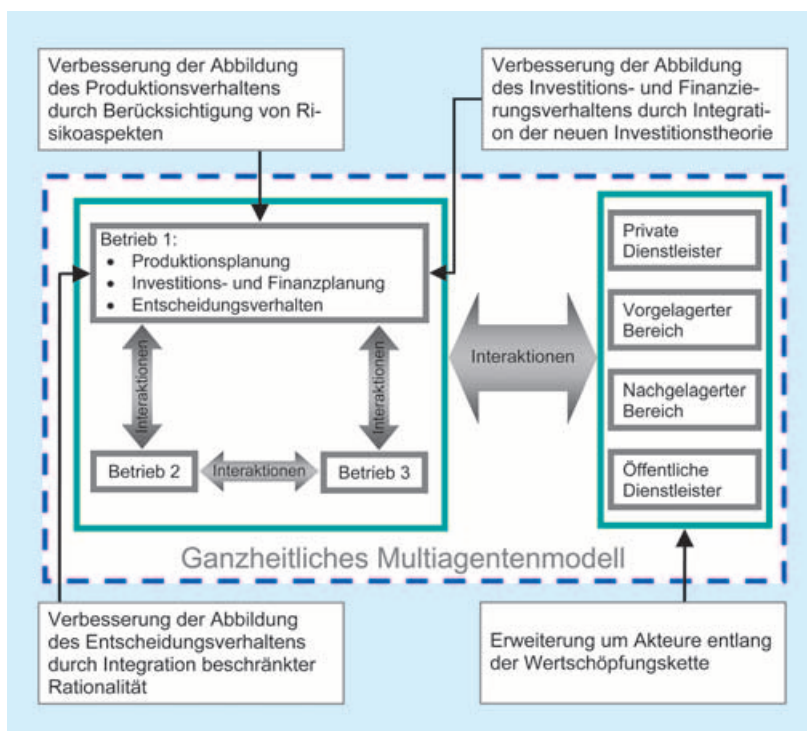 Verbesserung der Abbildung
des Produktionsverhaltens
durch Berücksichtigung von Ri-
sikoaspekten
Verbesserung der Abbildung
des Investitions- und Finanzie-
rungsverhaltens durch Integrati-
on der neuen Investitionstheorie
Betrieb 1:
• Produktionsplanung
• Investitions- und Finanzplanung
• Entscheidungsverhalten
Interaktionen
Interaktionen
Betrieb 2
Interaktionen
Betrieb 3
Interaktionen
Private
Dienstleister
Vorgelagerter
Bereich
Nachgelagerter
Bereich
Öffentliche
Dienstleister
Ganzheitliches Multiagentenmodell
Verbesserung der Abbildung
des Entscheidungsverhaltens
durch Integration beschränkter
Rationalität
Erweiterung um Akteure entlang
der Wertschöpfungskette